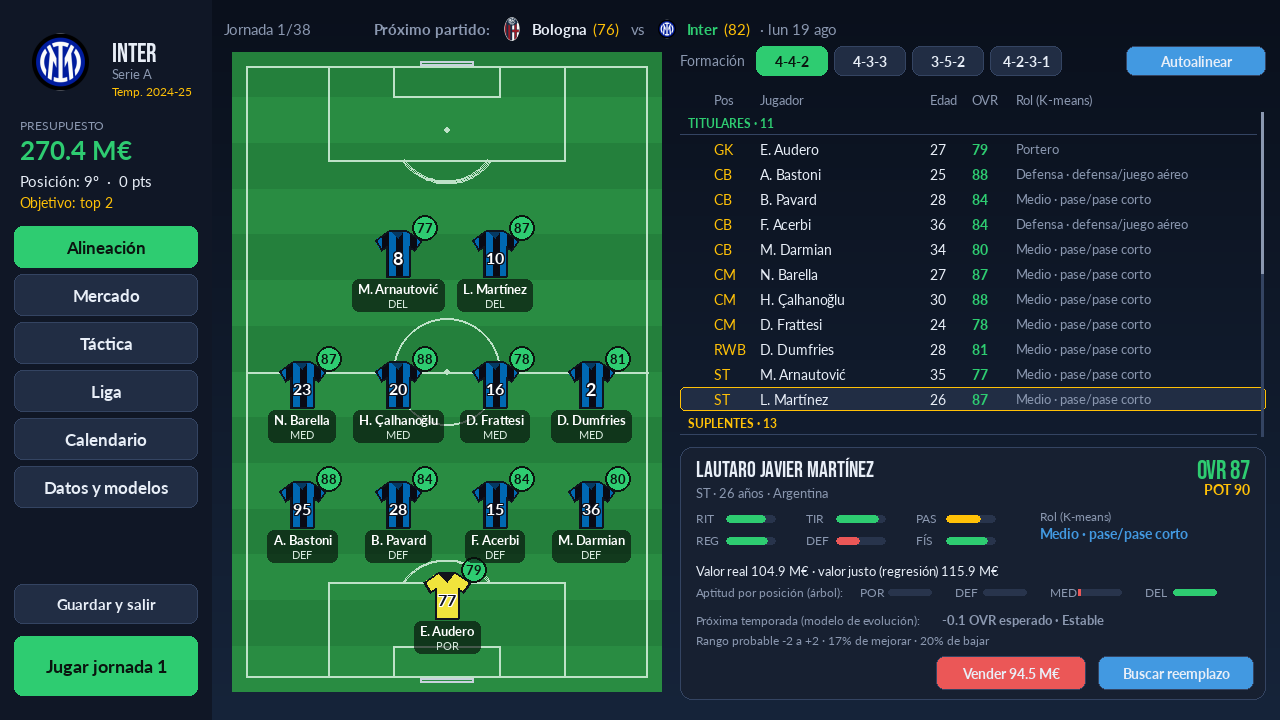 INTER
Serie A
Temp. 2024-25
PRESUPUESTO
270.4 M€
Posición: 9° · 0 pts
Objetivo: top 2
Alineación
Mercado
Táctica
Liga
Calendario
Datos y modelos
Guardar y salir
Jugar jornada 1
Jornada 1/38
Próximo partido: Bologna (76) vs Inter (82) · lun 19 ago
77
8
M. Arnautović
DEL
87
10
L. Martínez
DEL
87
23
N. Barella
MED
88
20
H. Çalhanoğlu
MED
78
16
D. Frattesi
MED
81
2
D. Dumfries
MED
88
95
A. Bastoni
DEF
84
28
B. Pavard
DEF
84
15
F. Acerbi
DEF
80
36
M. Darmian
DEF
79
77
E. Audero
POR
Formación 4-4-2 4-3-3 3-5-2 4-2-3-1 Autoalinear
Pos Jugador Edad OVR Rol (K-means)
TITULARES · 11
GK E. Audero 27 79 Portero
CB A. Bastoni 25 88 Defensa · defensa/juego aéreo
CB B. Pavard 28 84 Medio · pase/pase corto
CB F. Acerbi 36 84 Defensa · defensa/juego aéreo
CB M. Darmian 34 80 Medio · pase/pase corto
CM N. Barella 27 87 Medio · pase/pase corto
CM H. Çalhanoğlu 30 88 Medio · pase/pase corto
CM D. Frattesi 24 78 Medio · pase/pase corto
RWB D. Dumfries 28 81 Medio · pase/pase corto
ST M. Arnautović 35 77 Medio · pase/pase corto
ST L. Martínez 26 87 Medio · pase/pase corto
SUPLENTES · 13
LAUTARO JAVIER MARTÍNEZ OVR 87
ST · 26 años · Argentina POT 90
RIT TIR PAS Rol (K-means)
REG DEF FÍS Medio · pase/pase corto
Valor real 104.9 M€ · valor justo (regresión) 115.9 M€
Aptitud por posición (árbol): POR DEF MED DEL
Próxima temporada (modelo de evolución): -0.1 OVR esperado · Estable
Rango probable -2 a +2 · 17% de mejorar · 20% de bajar
Vender 94.5 M€ Buscar reemplazo